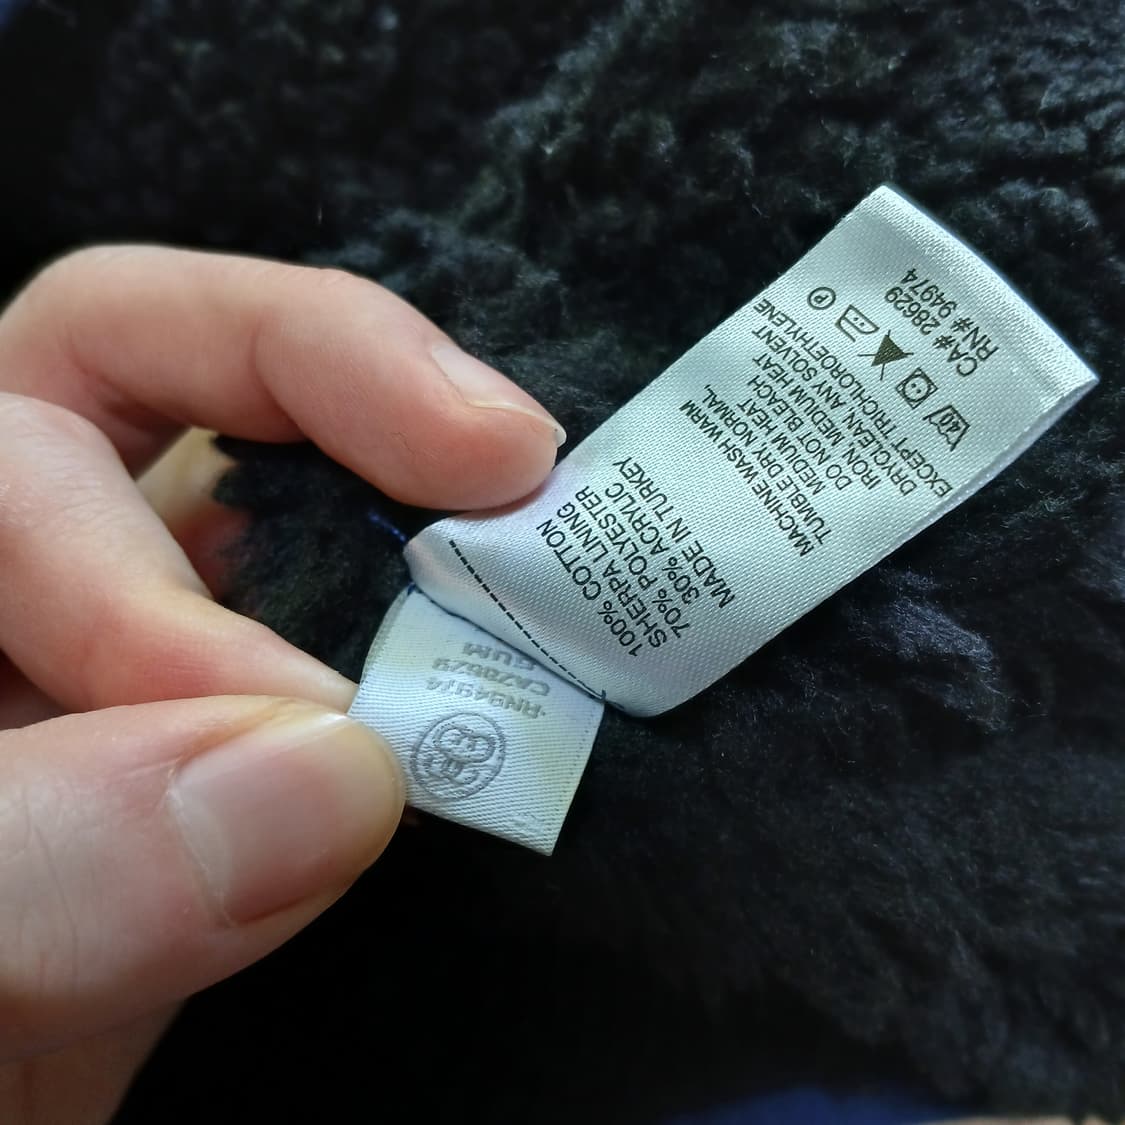 100% COTTON
SHERPA LINING
70% POLYESTER
30% ACRYLIC
MADE IN TURKEY
MACHINE WASH WARM
TUMBLE DRY NORMAL,
MEDIUM HEAT
DO NOT BLEACH
IRON MEDIUM HEAT
DRYCLEAN, ANY SOLVENT
EXCEPT TRICHLOROETHYLENE
40 P
CA# 28629
RN# 94974
GUM
CA28629
RN94974